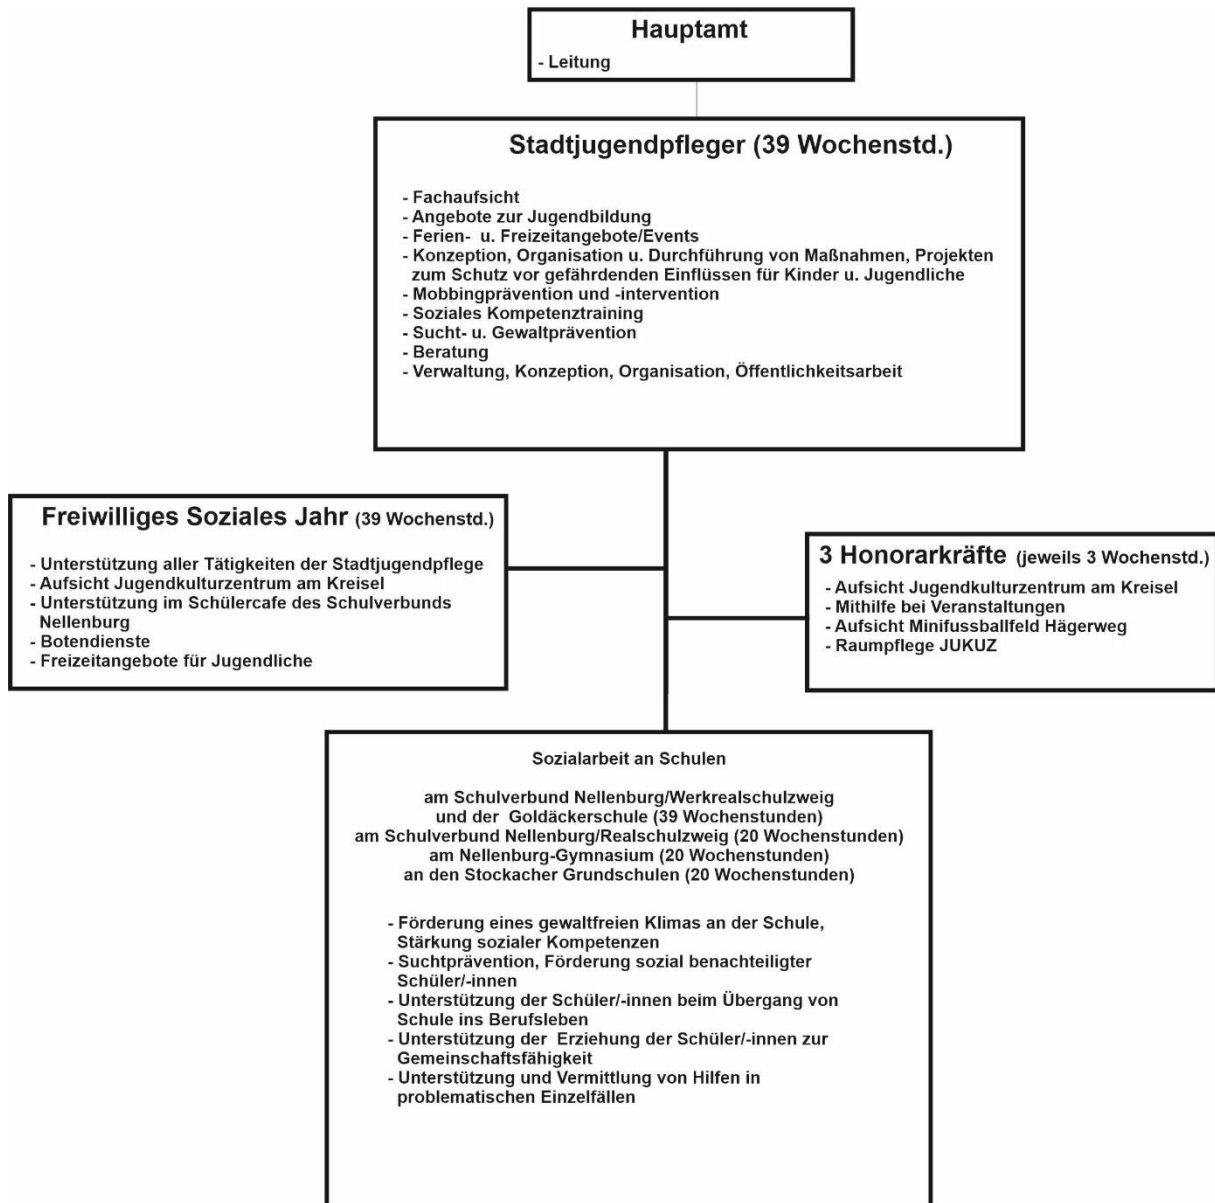 Hauptamt
- Leitung
Stadtjugendpfleger (39 Wochenstd.)
- Fachaufsicht
- Angebote zur Jugendbildung
- Ferien- u. Freizeitangebote/Events
- Konzeption, Organisation u. Durchführung von Maßnahmen, Projekten
zum Schutz vor gefährdenden Einflüssen für Kinder u. Jugendliche
- Mobbingprävention und -intervention
- Soziales Kompetenztraining
- Sucht- u. Gewaltprävention
- Beratung
- Verwaltung, Konzeption, Organisation, Öffentlichkeitsarbeit
Freiwilliges Soziales Jahr (39 Wochenstd.)
- Unterstützung aller Tätigkeiten der Stadtjugendpflege
- Aufsicht Jugendkulturzentrum am Kreisel
- Unterstützung im Schülercafe des Schulverbunds
Nellenburg
- Botendienste
- Freizeitangebote für Jugendliche
3 Honorarkräfte (jeweils 3 Wochenstd.)
- Aufsicht Jugendkulturzentrum am Kreisel
- Mithilfe bei Veranstaltungen
- Aufsicht Minifussballfeld Hägerweg
- Raumpflege JUKUZ
Sozialarbeit an Schulen
am Schulverbund Nellenburg/Werkrealschulzweig
und der Goldäckerschule (39 Wochenstunden)
am Schulverbund Nellenburg/Realschulzweig (20 Wochenstunden)
am Nellenburg-Gymnasium (20 Wochenstunden)
an den Stockacher Grundschulen (20 Wochenstunden)
- Förderung eines gewaltfreien Klimas an der Schule,
Stärkung sozialer Kompetenzen
- Suchtprävention, Förderung sozial benachteiligter
Schüler/-innen
- Unterstützung der Schüler/-innen beim Übergang von
Schule ins Berufsleben
- Unterstützung der Erziehung der Schüler/-innen zur
Gemeinschaftsfähigkeit
- Unterstützung und Vermittlung von Hilfen in
problematischen Einzelfällen